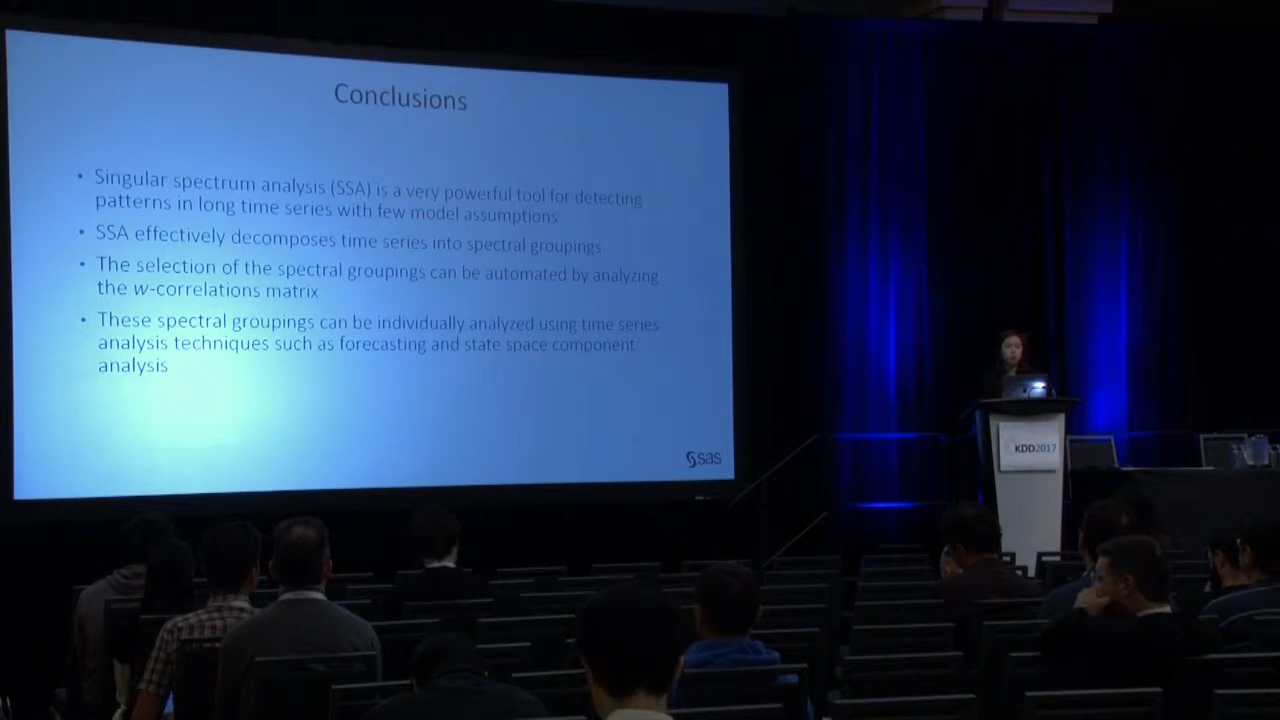 Conclusions
• Singular spectrum analysis (SSA) is a very powerful tool for detecting
patterns in long time series with few model assumptions
• SSA effectively decomposes time series into spectral groupings
• The selection of the spectral groupings can be automated by analyzing
the w-correlations matrix
• These spectral groupings can be individually analyzed using time series
analysis techniques such as forecasting and state space component
analysis
sas
KDD2017